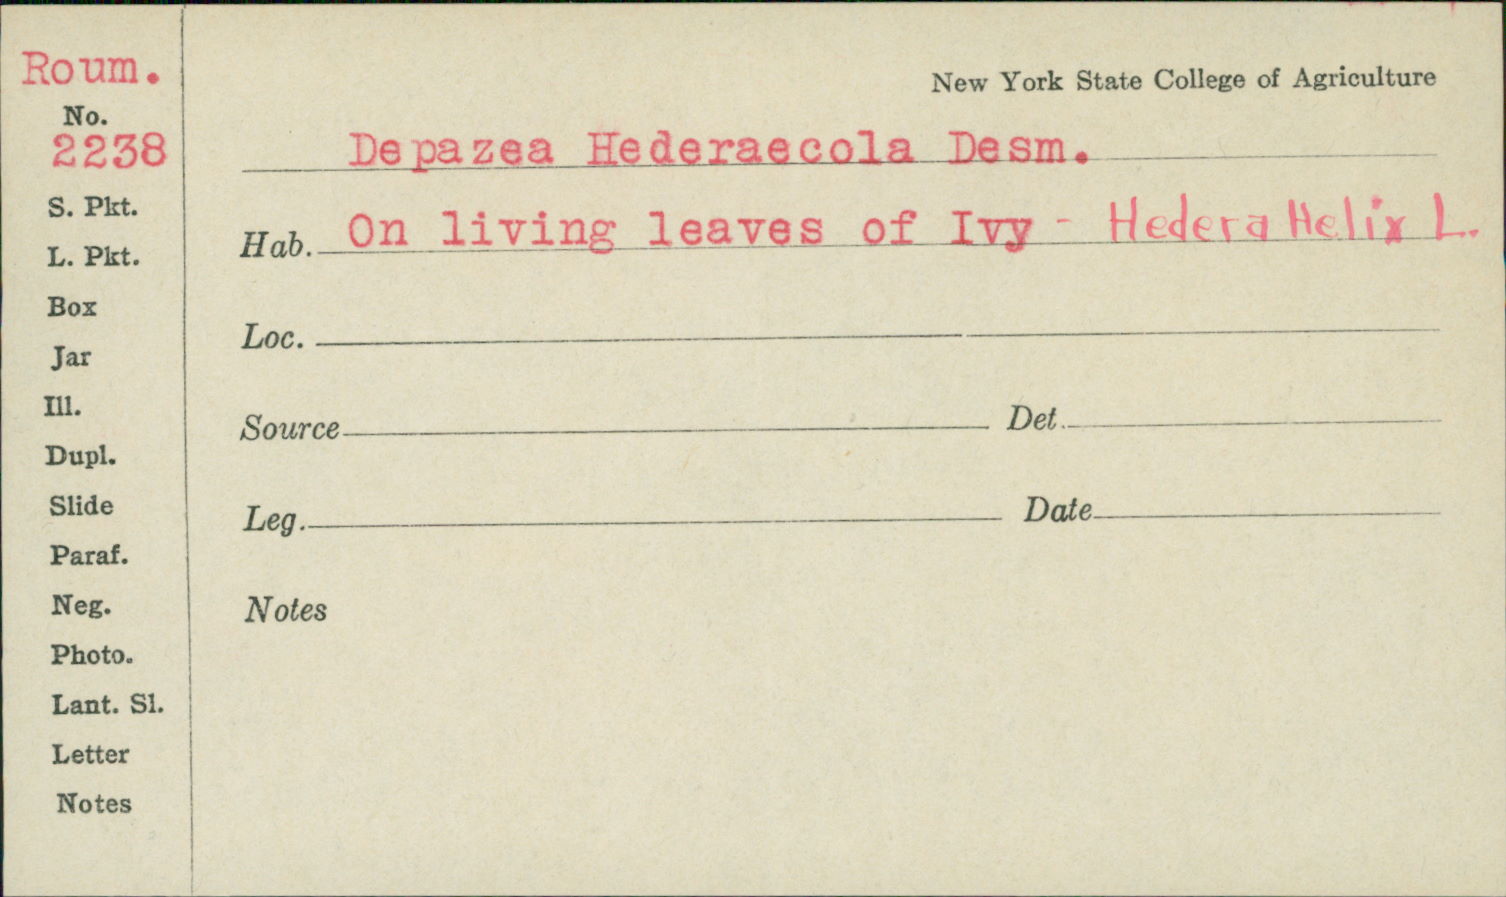 Roum.
No.
2238
S. Pkt.
L. Pkt.
Box
Jar
Ill.
Dupl.
Slide
Paraf.
Neg.
Photo.
Lant. Sl.
Letter
Notes
New York State College of Agriculture
Depazea Hederaecola Desm.
Hab. On living leaves of Ivy - Hedera Helix L.
Loc.
Source Det.
Leg. Date
Notes